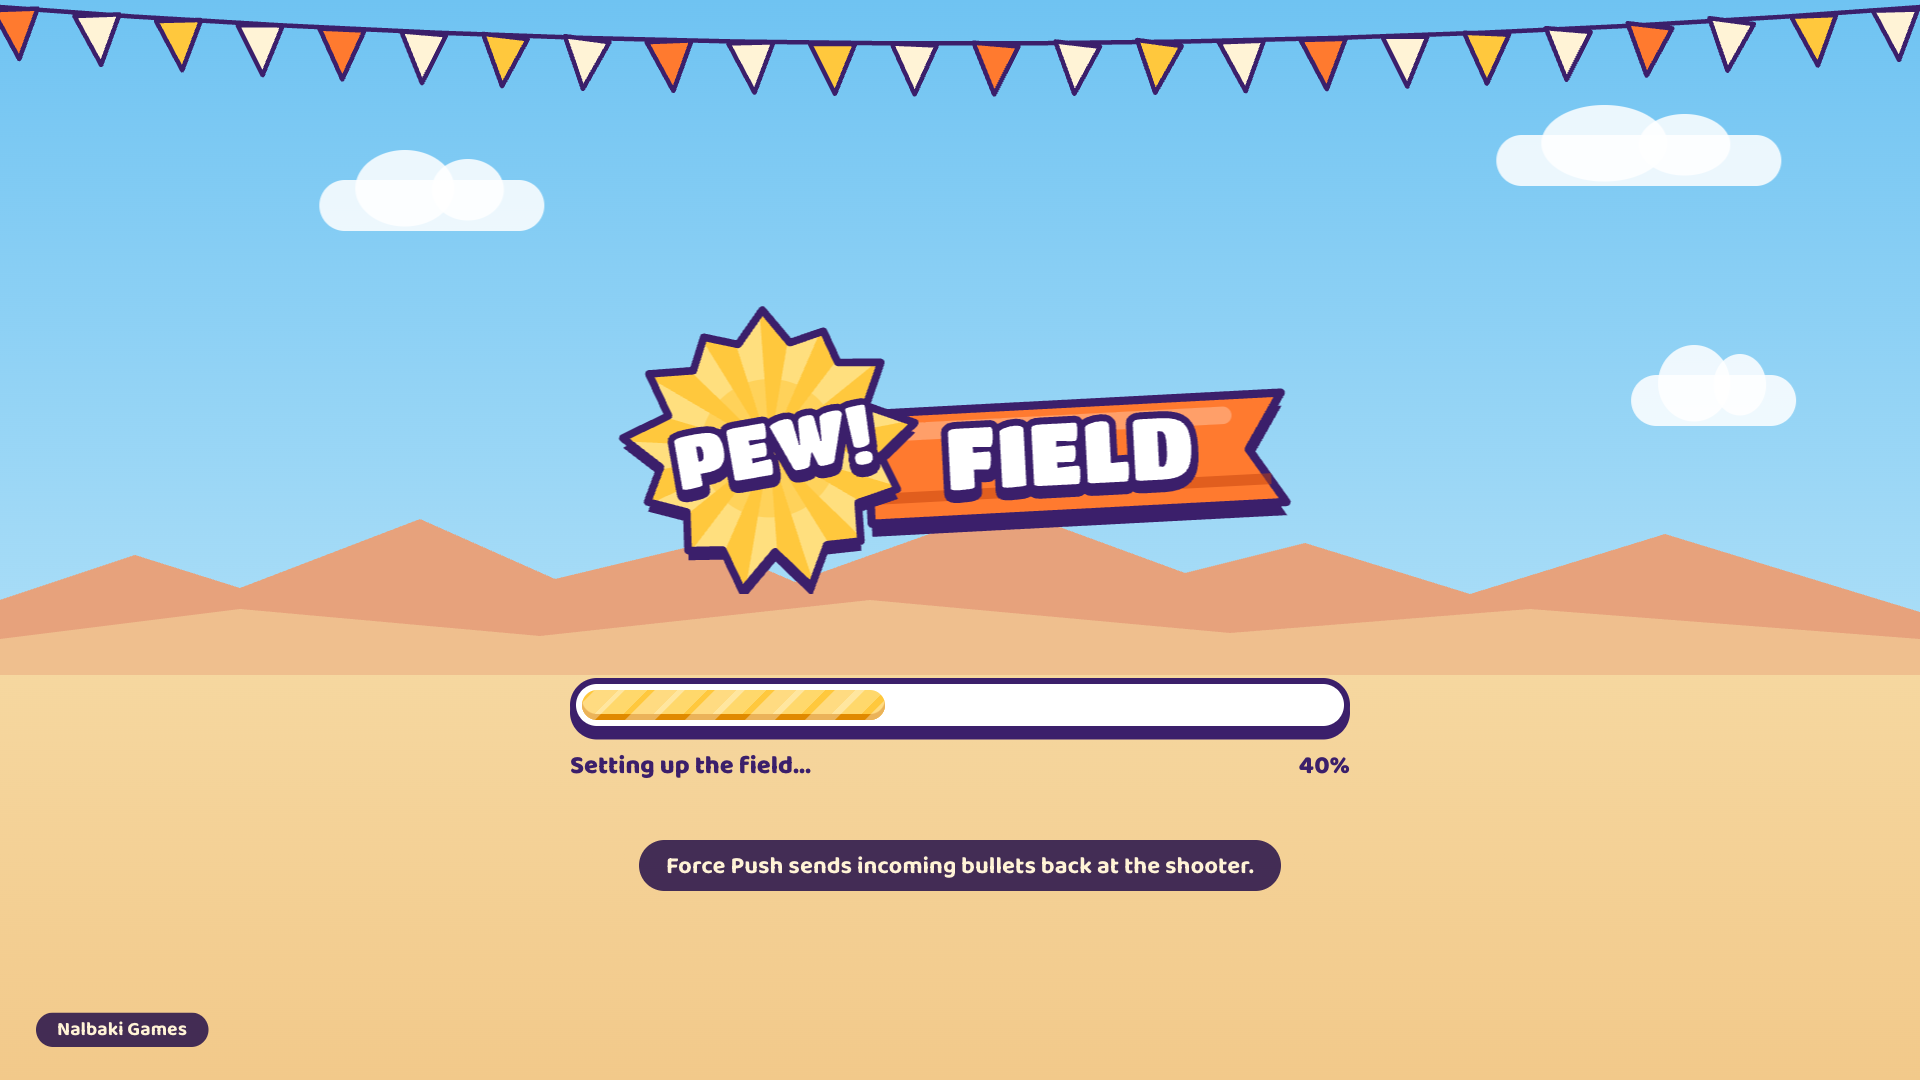 PEW!
FIELD
Setting up the field...
40%
Force Push sends incoming bullets back at the shooter.
Nalbaki Games